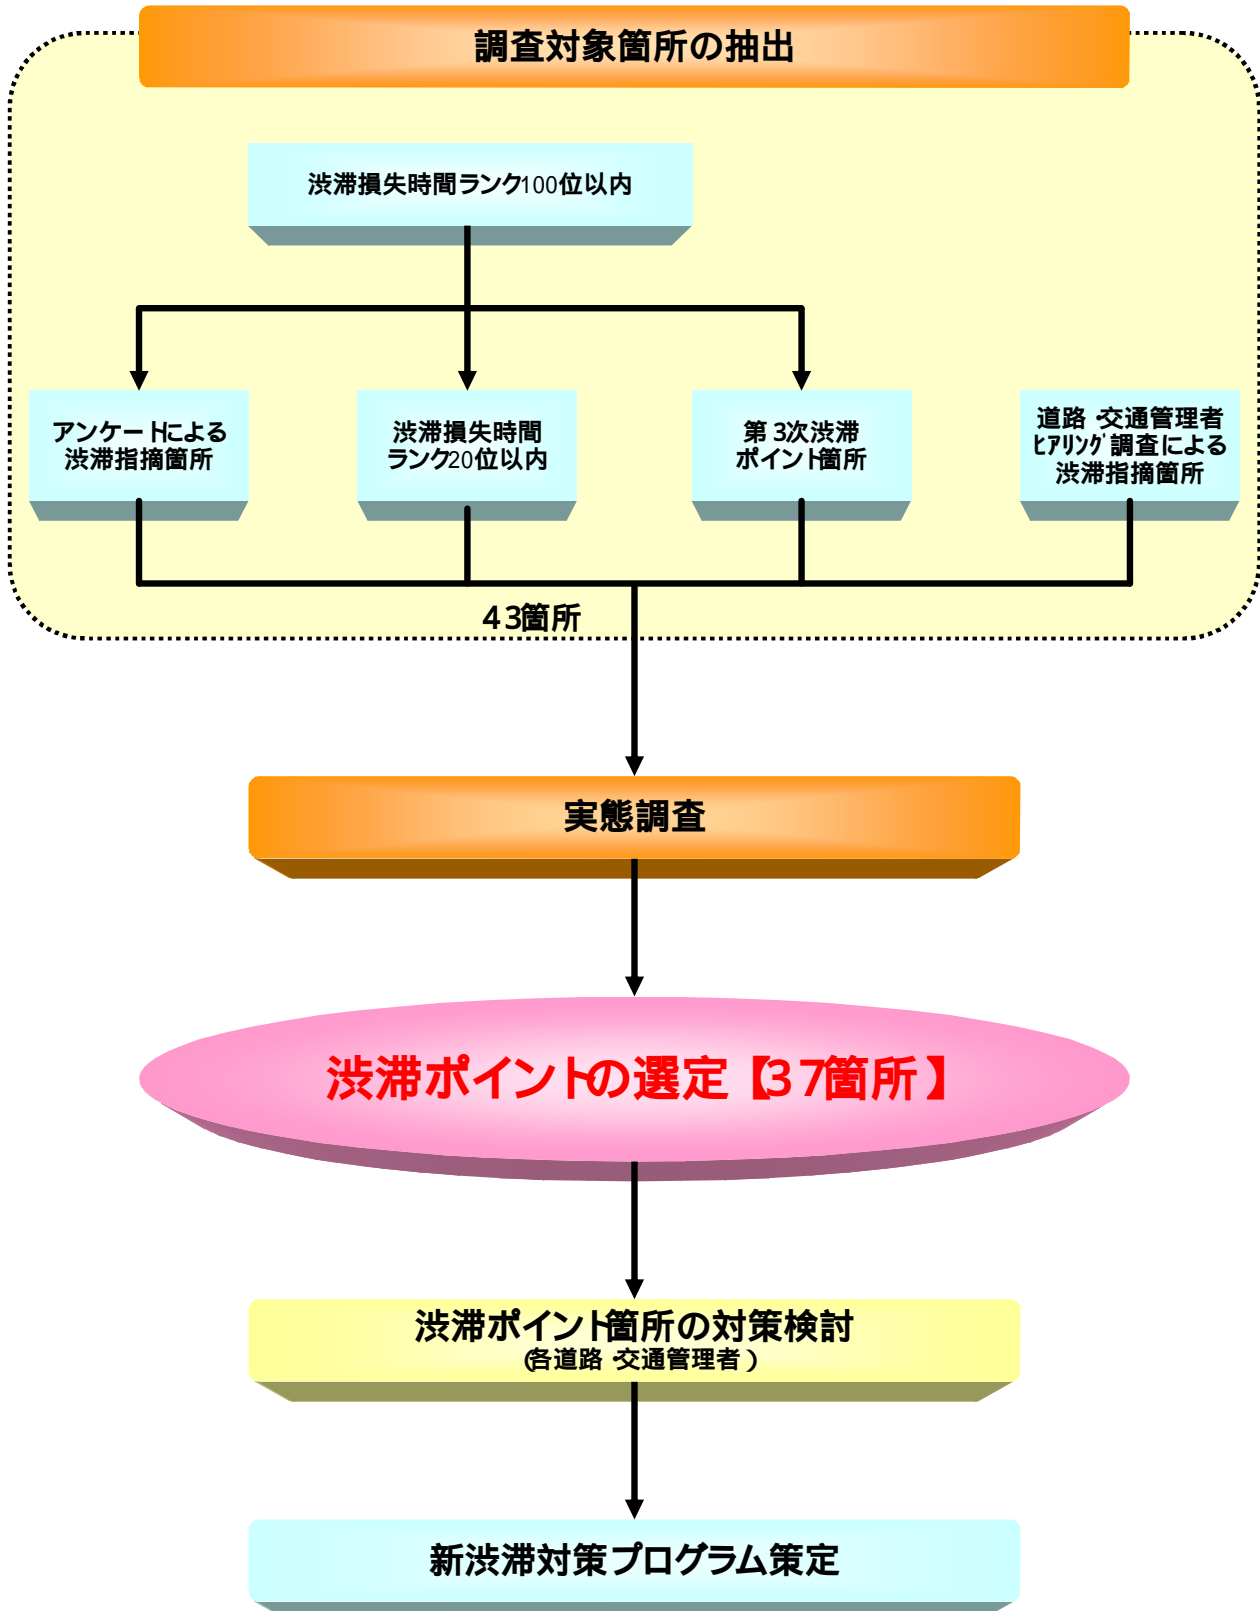 調査対象箇所の抽出
渋滞損失時間ランク100位以内
アンケートによる
渋滞指摘箇所
渋滞損失時間
ランク20位以内
第3次渋滞
ポイント箇所
道路・交通管理者
ヒアリング調査による
渋滞指摘箇所
43箇所
実態調査
渋滞ポイントの選定【37箇所】
渋滞ポイント箇所の対策検討
(各道路・交通管理者)
新渋滞対策プログラム策定